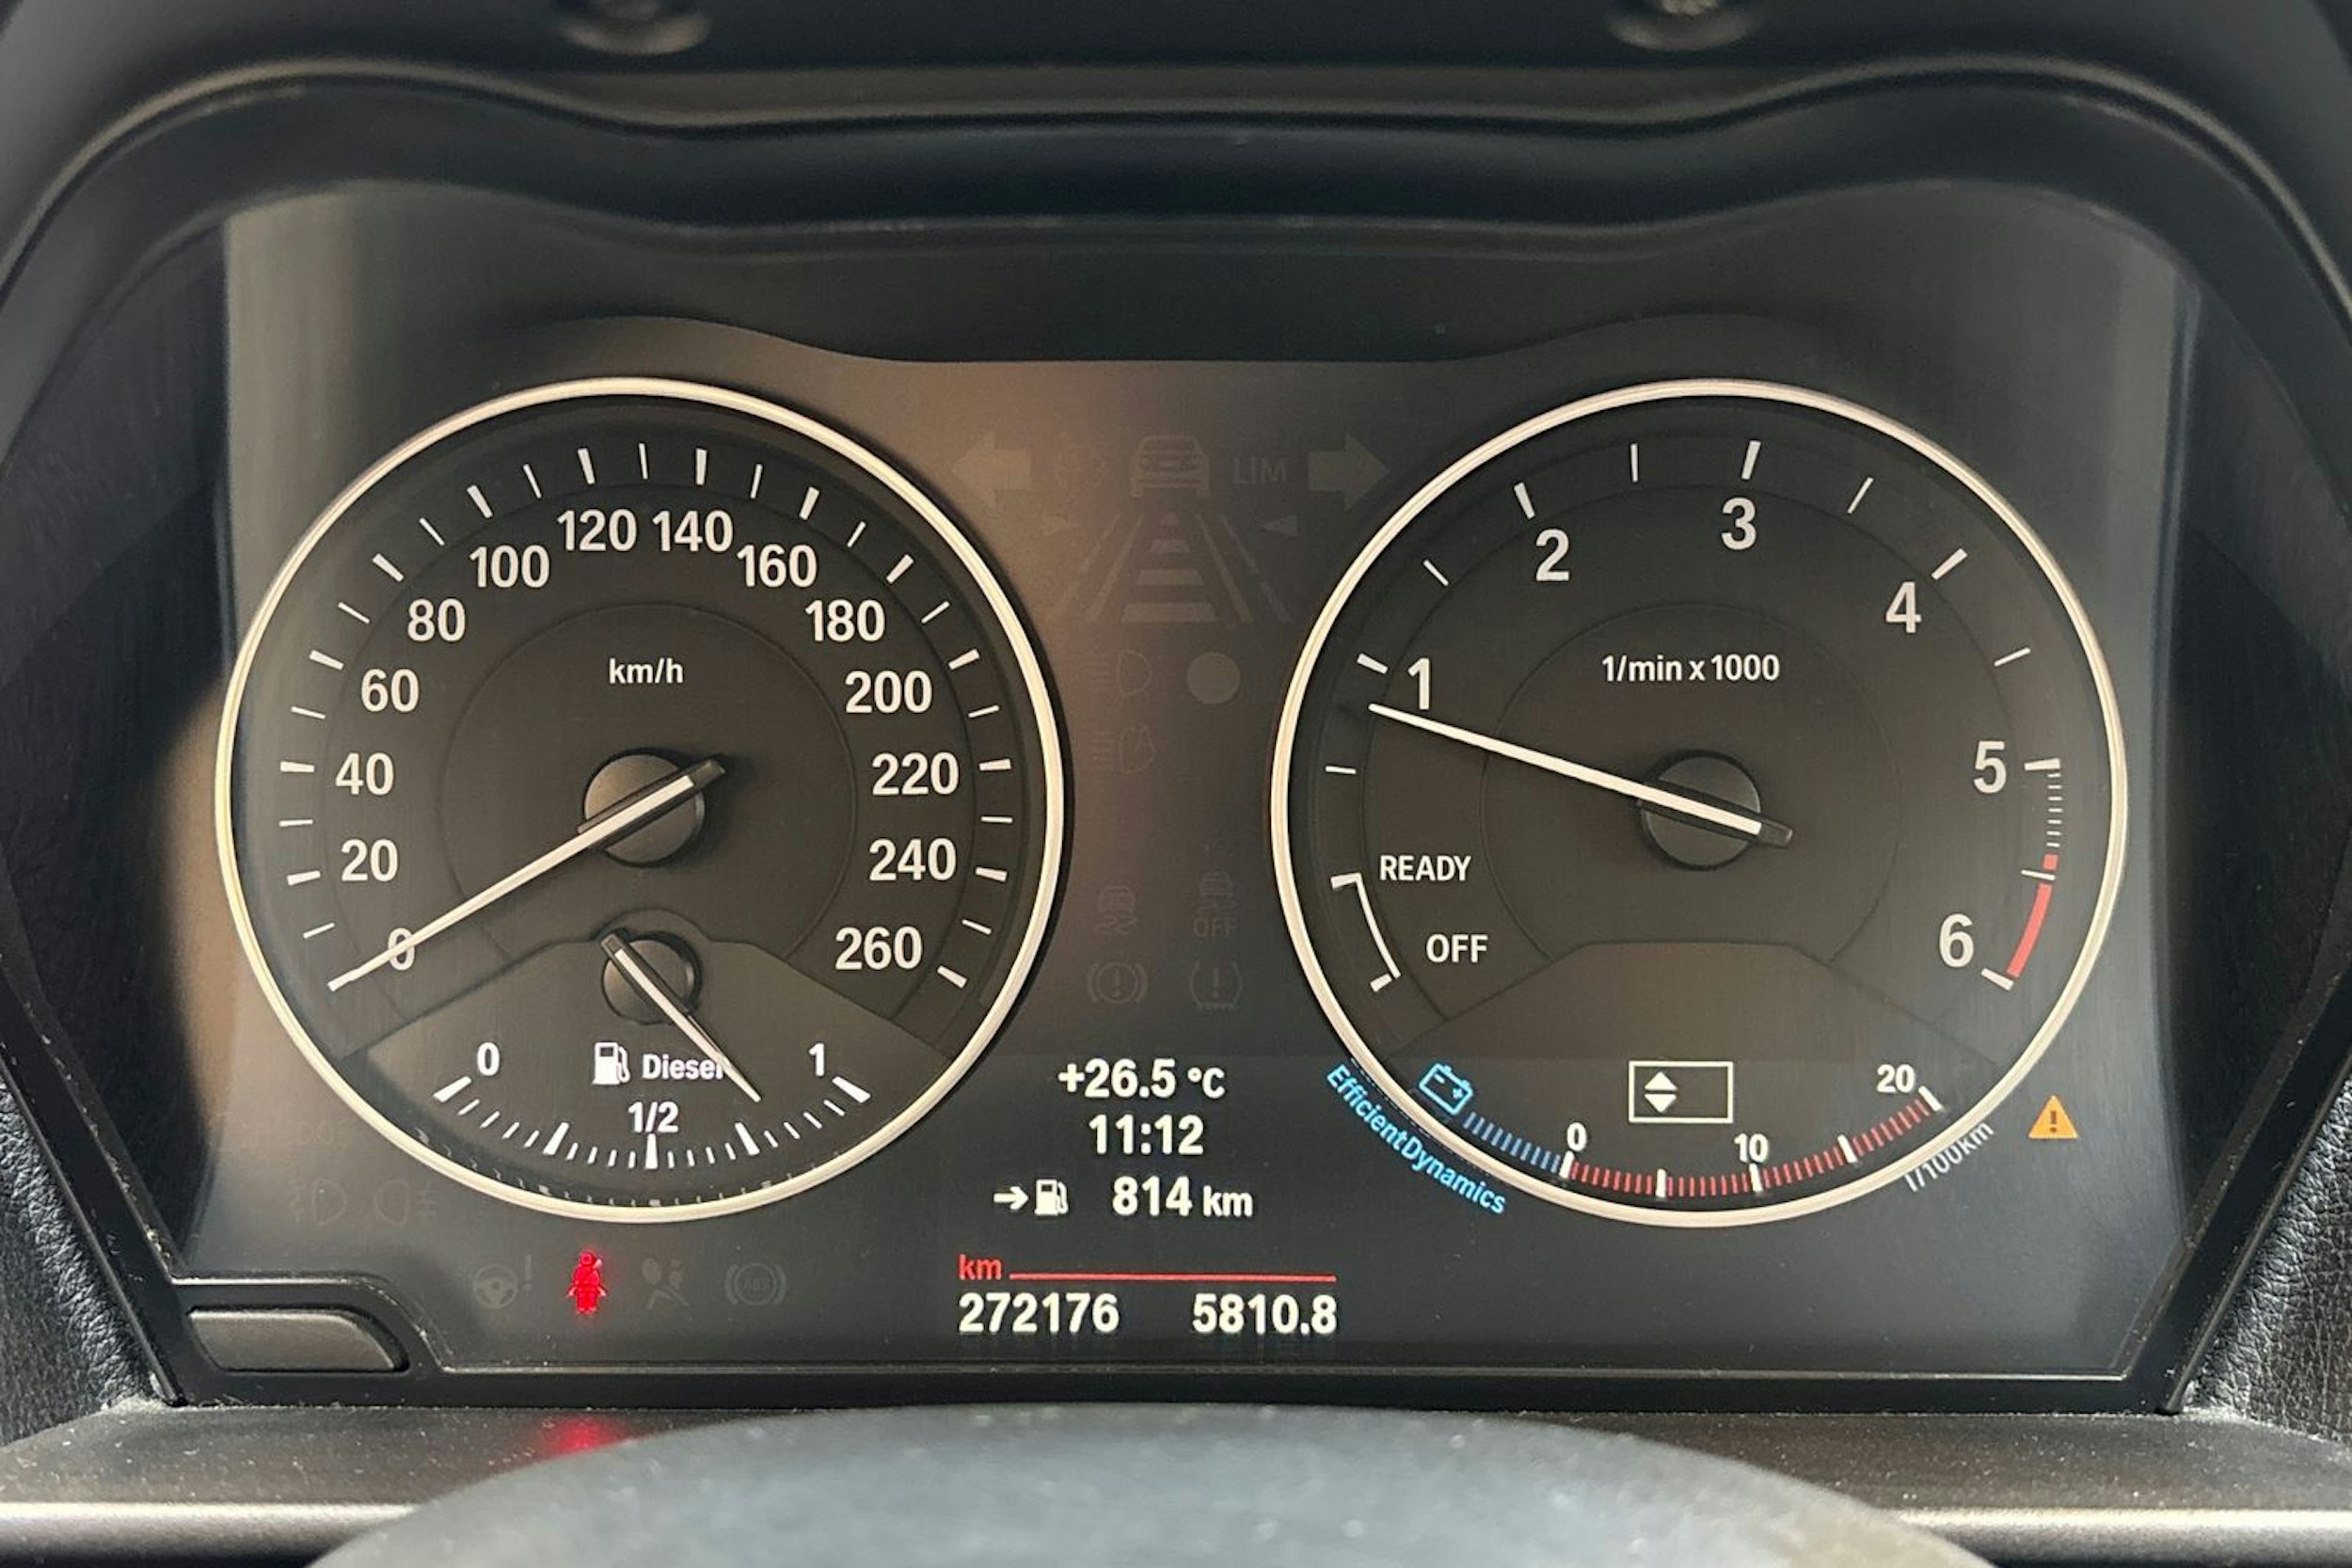 120 140
100 160
80 180
60 200
40 220
20 240
0 260
km/h
0 Diesel 1
1/2
LIM
OFF
+26.5 °C
11:12
814 km
km
272176 5810.8
1 2 3 4 5 6
1/min x 1000
READY
OFF
0 10 20
EfficientDynamics
l/100km